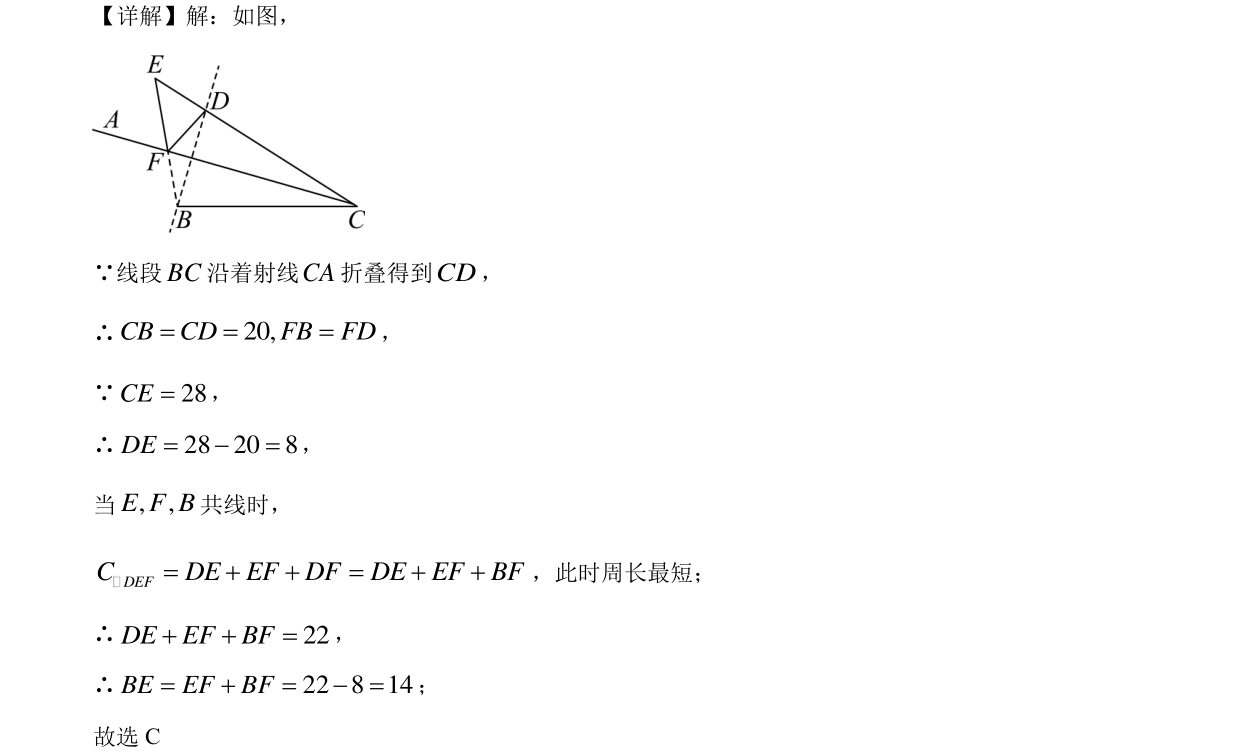 【详解】解：如图，
E
D
A
F
B
C
∵线段BC沿着射线CA折叠得到CD，
∴CB=CD=20,FB=FD，
∵CE=28，
∴DE=28−20=8，
当E,F,B共线时，
C□DEF=DE+EF+DF=DE+EF+BF，此时周长最短；
∴DE+EF+BF=22，
∴BE=EF+BF=22−8=14；
故选 C